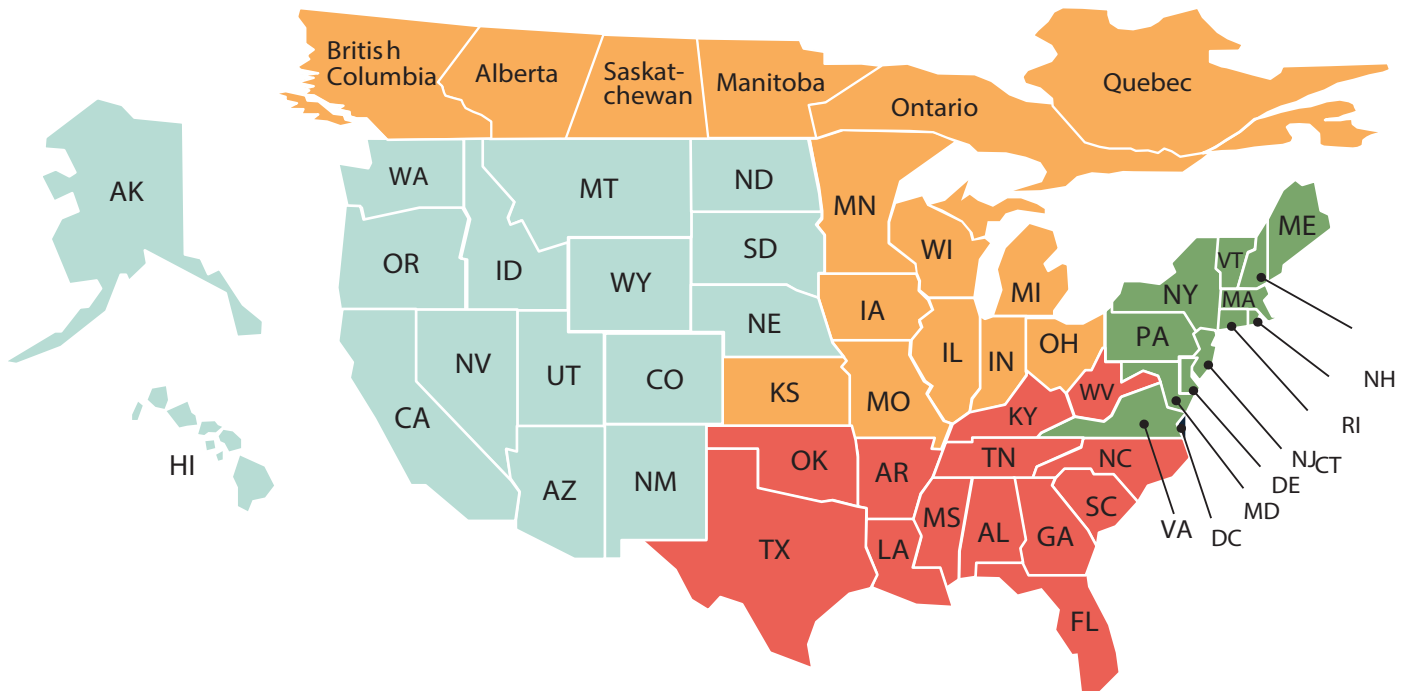 British
Columbia
Alberta
Saskat-
chewan
Manitoba
Ontario
Quebec
AK
WA
MT
ND
MN
ME
OR
ID
SD
WI
VT
WY
MI
NY
MA
NE
IA
PA
NV
UT
CO
IL
IN
OH
KS
MO
NH
CA
KY
WV
RI
HI
AZ
NM
OK
AR
TN
NC
NJ
CT
DE
MD
VA
DC
TX
LA
MS
AL
GA
SC
FL